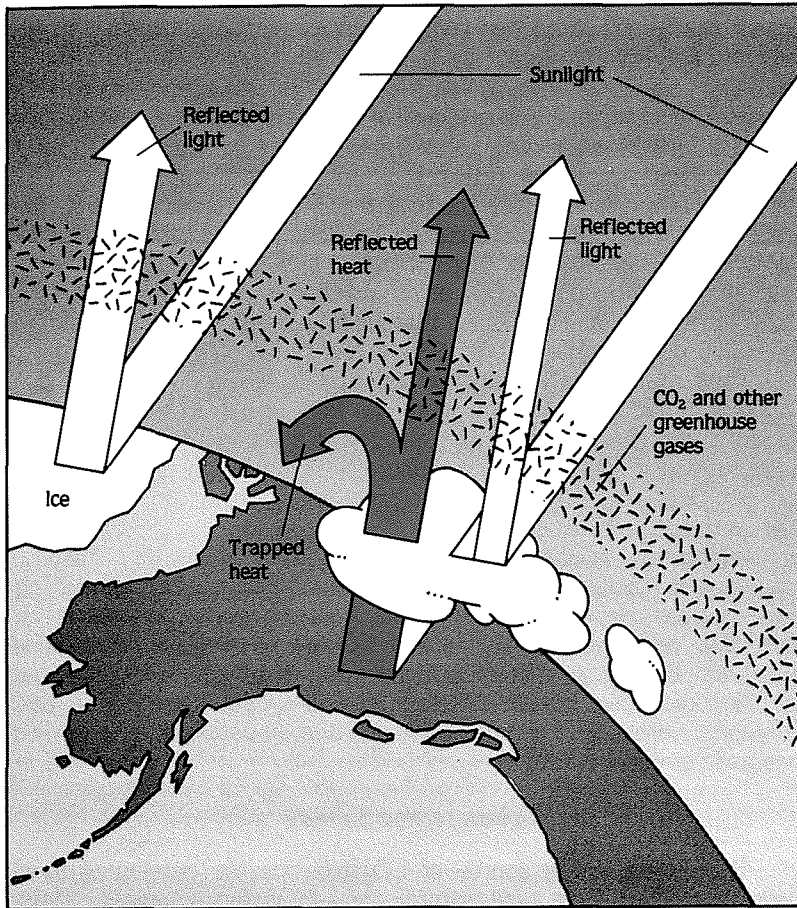 Sunlight
Reflected
light
Reflected
heat
Reflected
light
CO₂ and other
greenhouse
gases
Ice
Trapped
heat